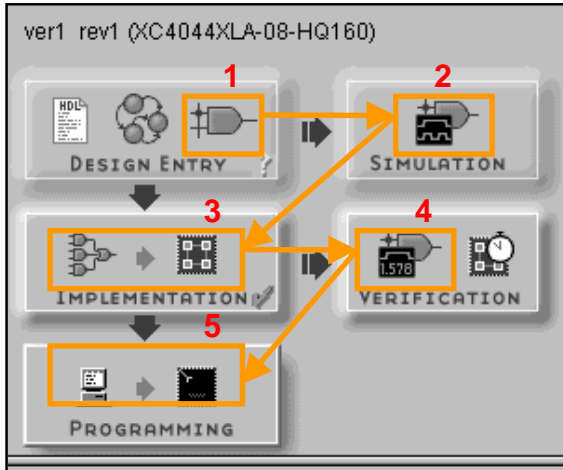 ver1 rev1 (XC4044XLA-08-HQ160)
1
2
HDL
DESIGN ENTRY ?
SIMULATION
3
4
1.578
IMPLEMENTATION
VERIFICATION
5
PROGRAMMING